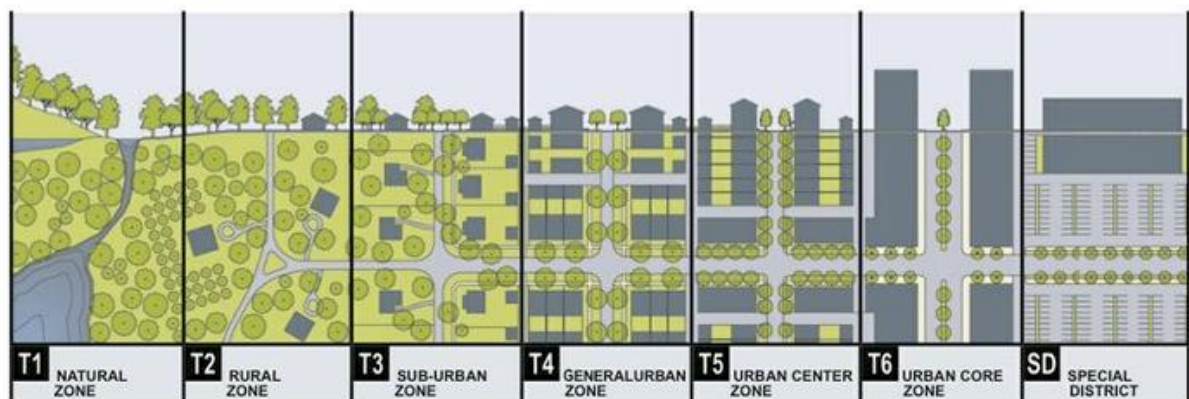 T1 NATURAL
ZONE
T2 RURAL
ZONE
T3 SUB-URBAN
ZONE
T4 GENERALURBAN
ZONE
T5 URBAN CENTER
ZONE
T6 URBAN CORE
ZONE
SD SPECIAL
DISTRICT